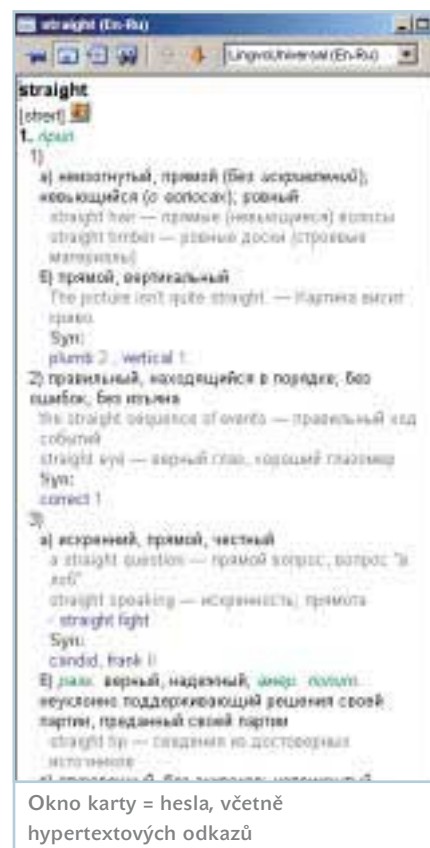 straight (En-Ru)
LingvoUniversal (En-Ru)
straight
1. прил
1)
а) неизогнутый, прямой (без искривлений);
невьющийся (о волосах); ровный
straight hair — прямые (невьющиеся) волосы
straight timber — ровные доски (строевые
материалы)
б) прямой, вертикальный
The picture isn't quite straight. — Картина висит
криво.
Syn:
plumb 2., vertical 1.
2) правильный, находящийся в порядке; без
ошибок, без изъяна
the straight sequence of events — правильный ход
событий
straight eye — верный глаз, хороший глазомер
Syn:
correct 1
3)
а) искренний, прямой, честный
a straight question — прямой вопрос, вопрос "в
лоб"
straight speaking — искренность, прямота
- straight fight
Syn:
candid, frank II
б) разг. верный, надежный; амер. полит.
неуклонно поддерживающий решения своей
партии, преданный своей партии
straight tip — сведения из достоверных
источников
Okno karty = hesla, včetně
hypertextových odkazů